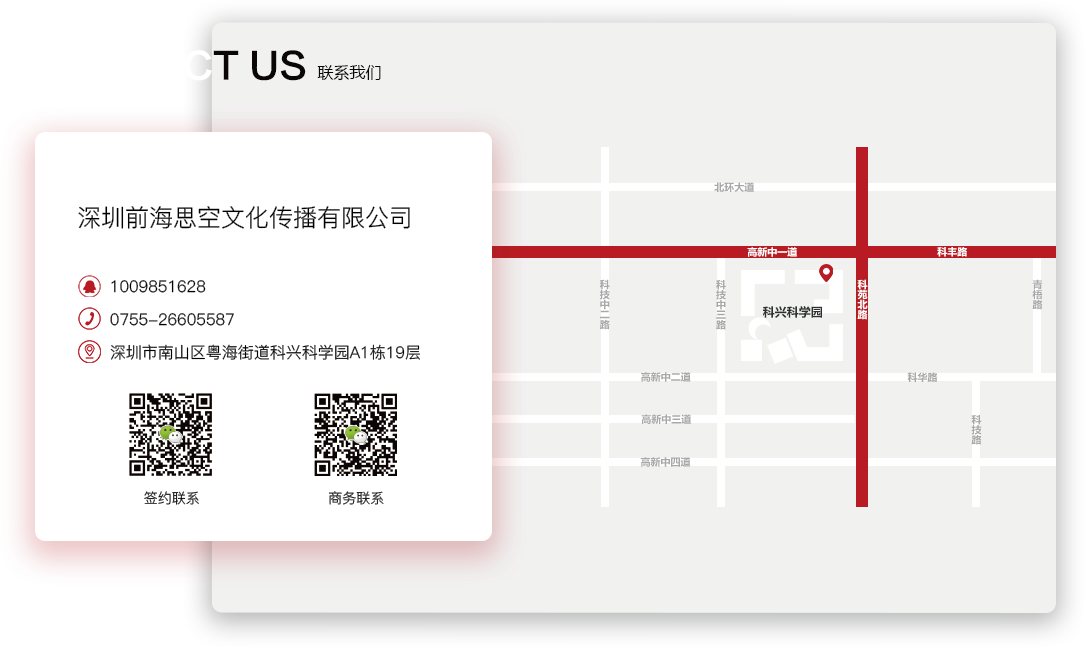 CT US 联系我们
深圳前海思空文化传播有限公司
1009851628
0755-26605587
深圳市南山区粤海街道科兴科学园A1栋19层
签约联系
商务联系
北环大道
高新中一道
科丰路
科技中二路
科技中三路
科兴科学园
科苑北路
青梧路
高新中二道
科华路
高新中三道
科技路
高新中四道